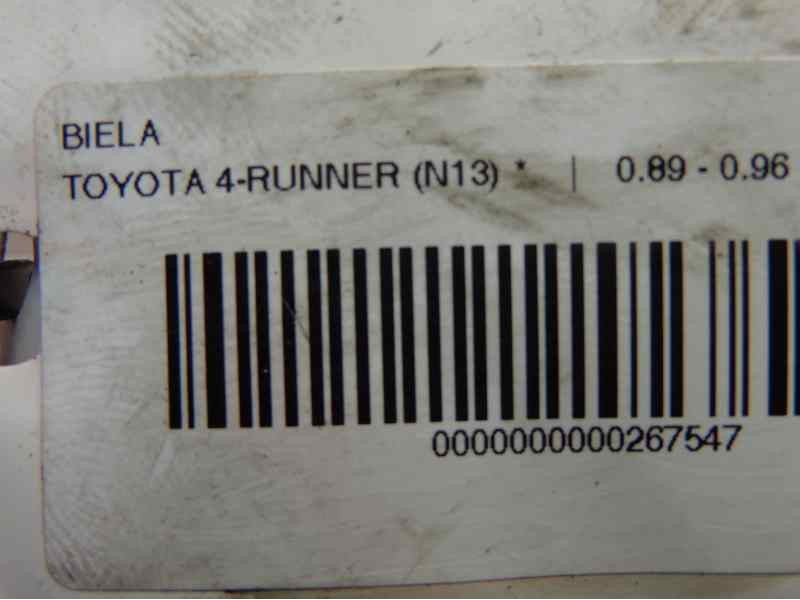 BIELA
TOYOTA 4-RUNNER (N13) * | 0.89 - 0.96
0000000000267547